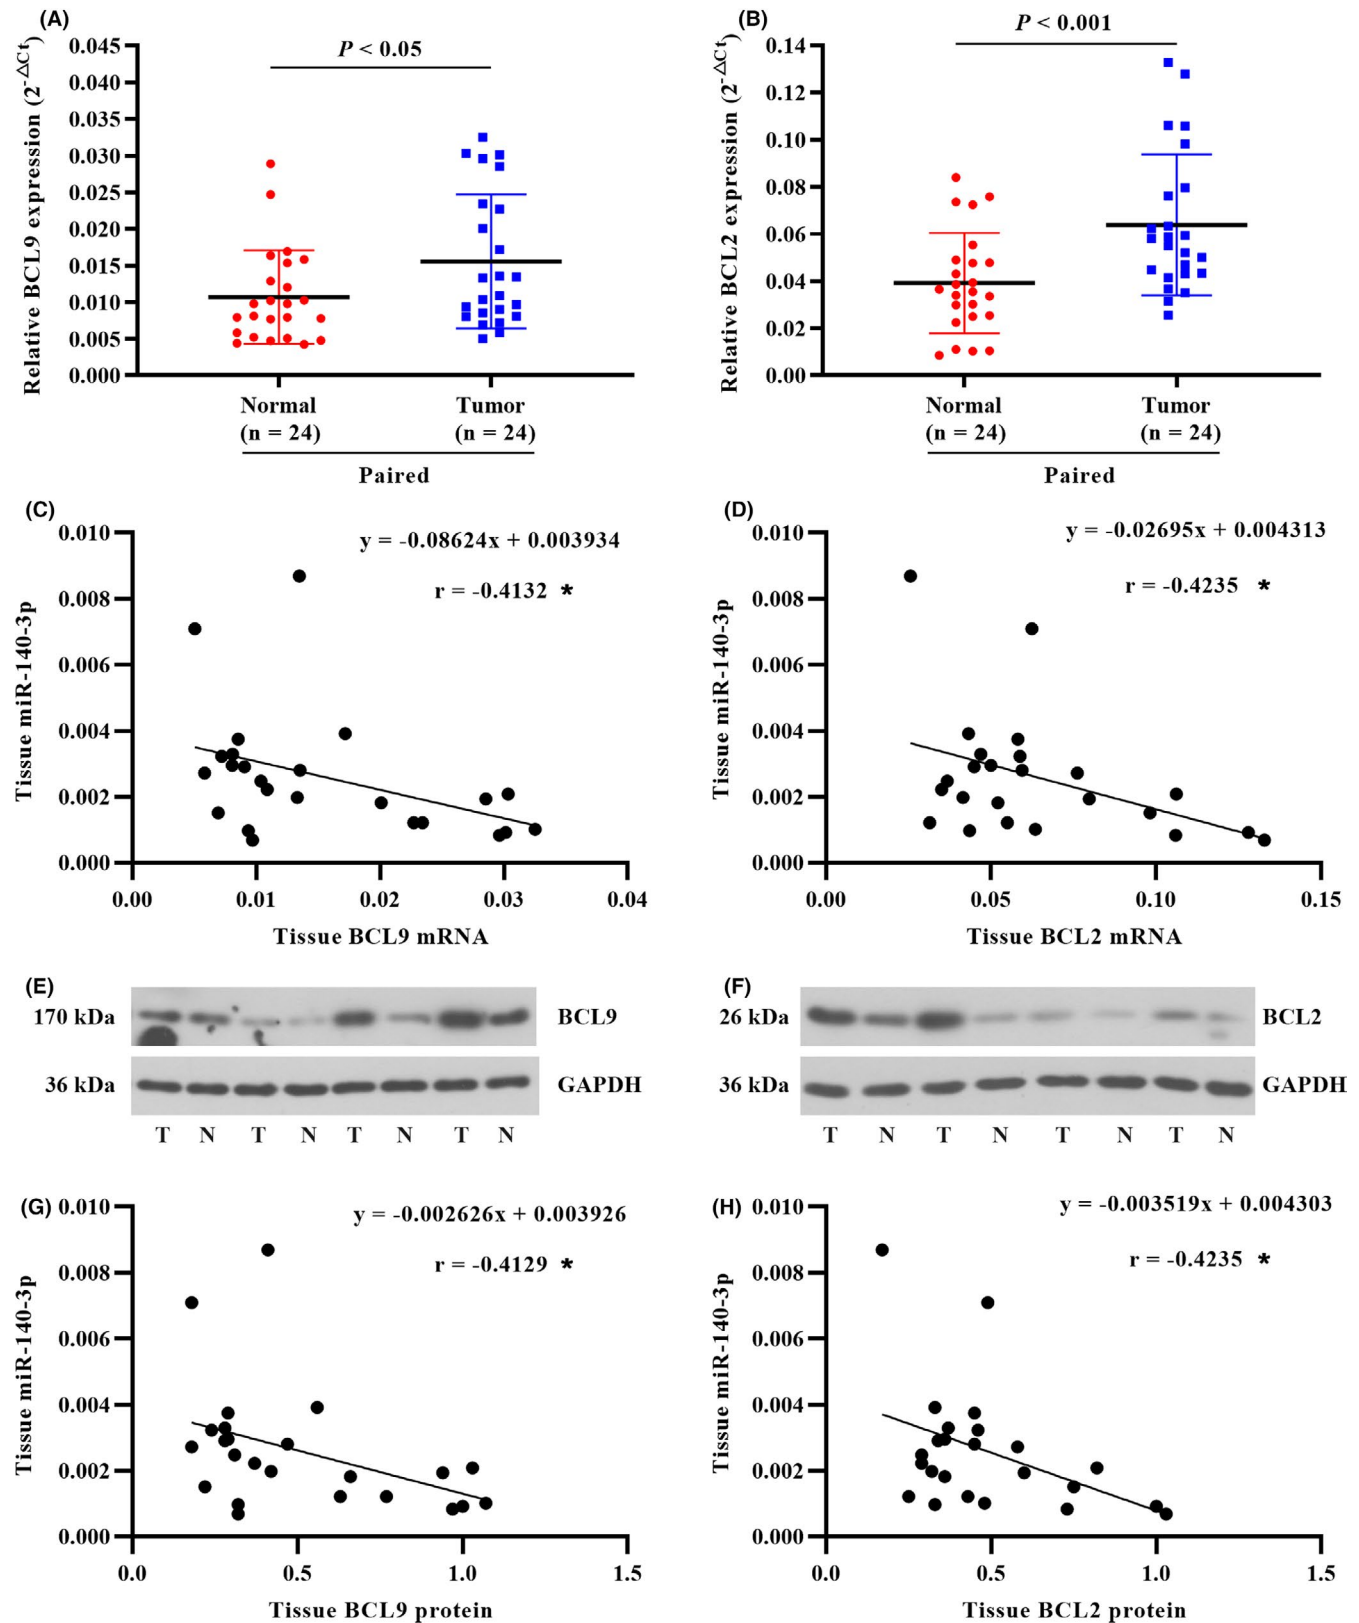 (A)
Relative BCL9 expression (2^-ΔCt)
0.045
0.040
0.035
0.030
0.025
0.020
0.015
0.010
0.005
0.000
P < 0.05
Normal
(n = 24)
Tumor
(n = 24)
Paired
(B)
Relative BCL2 expression (2^-ΔCt)
0.14
0.12
0.10
0.08
0.06
0.04
0.02
0.00
P < 0.001
Normal
(n = 24)
Tumor
(n = 24)
Paired
(C)
Tissue miR-140-3p
0.010
0.008
0.006
0.004
0.002
0.000
y = -0.08624x + 0.003934
r = -0.4132 *
0.00 0.01 0.02 0.03 0.04
Tissue BCL9 mRNA
(D)
Tissue miR-140-3p
0.010
0.008
0.006
0.004
0.002
0.000
y = -0.02695x + 0.004313
r = -0.4235 *
0.00 0.05 0.10 0.15
Tissue BCL2 mRNA
(E)
170 kDa BCL9
36 kDa GAPDH
T N T N T N T N
(F)
26 kDa BCL2
36 kDa GAPDH
T N T N T N T N
(G)
Tissue miR-140-3p
0.010
0.008
0.006
0.004
0.002
0.000
y = -0.002626x + 0.003926
r = -0.4129 *
0.0 0.5 1.0 1.5
Tissue BCL9 protein
(H)
Tissue miR-140-3p
0.010
0.008
0.006
0.004
0.002
0.000
y = -0.003519x + 0.004303
r = -0.4235 *
0.0 0.5 1.0 1.5
Tissue BCL2 protein